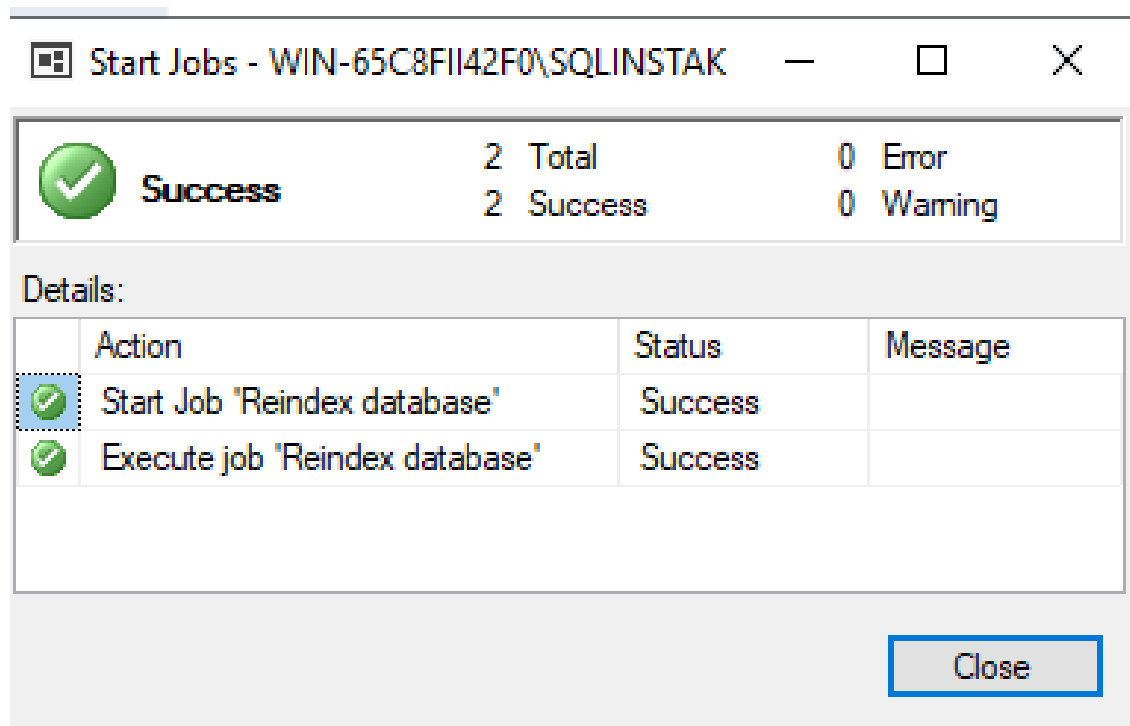 Start Jobs - WIN-65C8FII42F0\SQLINSTAK
Success
2 Total
0 Error
2 Success
0 Warning
Details:
Action Status Message
Start Job 'Reindex database' Success
Execute job 'Reindex database' Success
Close